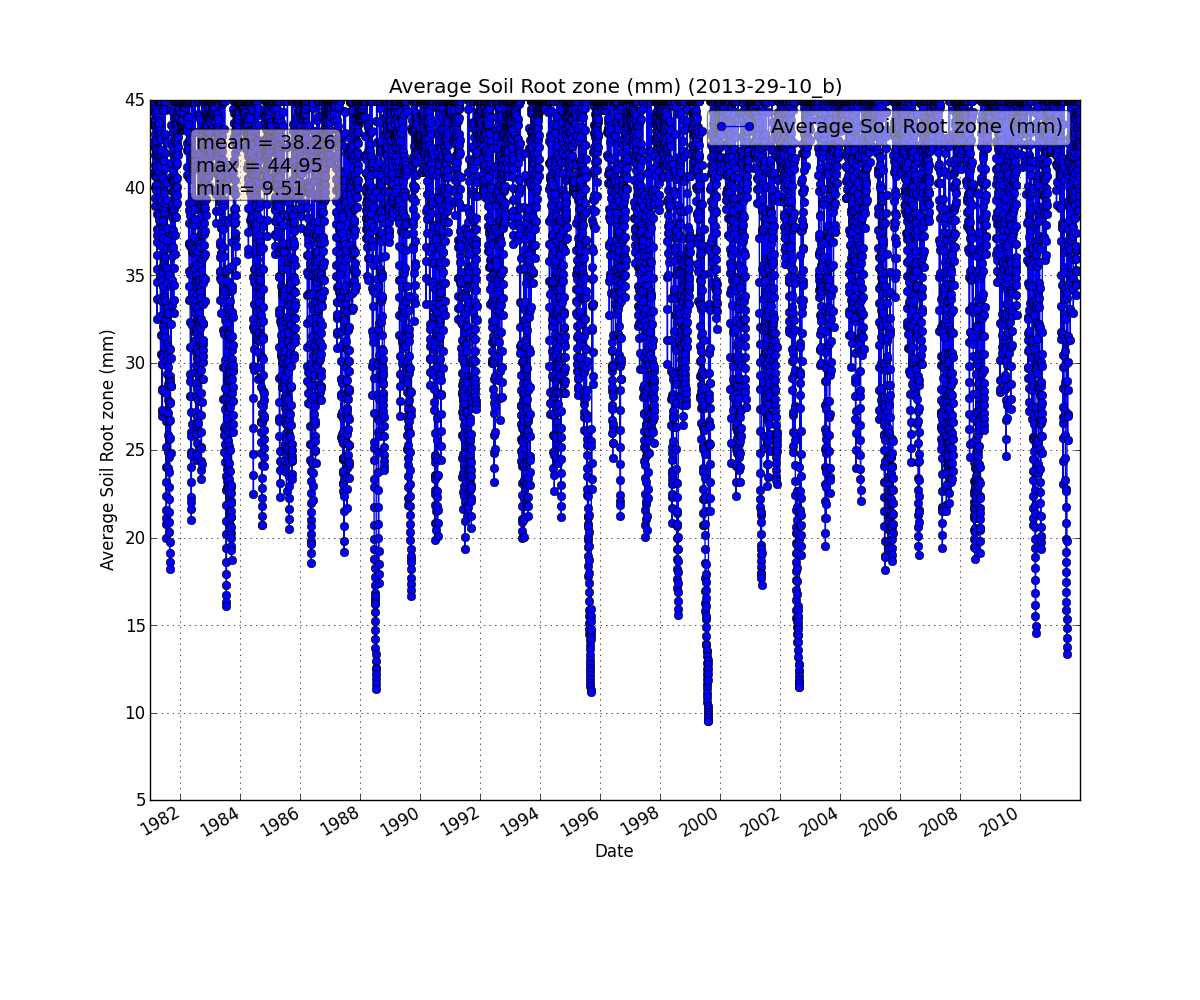 Average Soil Root zone (mm) (2013-29-10_b)
45
Average Soil Root zone (mm)
mean = 38.26
max = 44.95
min = 9.51
40
35
30
25
20
15
10
5
Average Soil Root zone (mm)
1982 1984 1986 1988 1990 1992 1994 1996 1998 2000 2002 2004 2006 2008 2010
Date